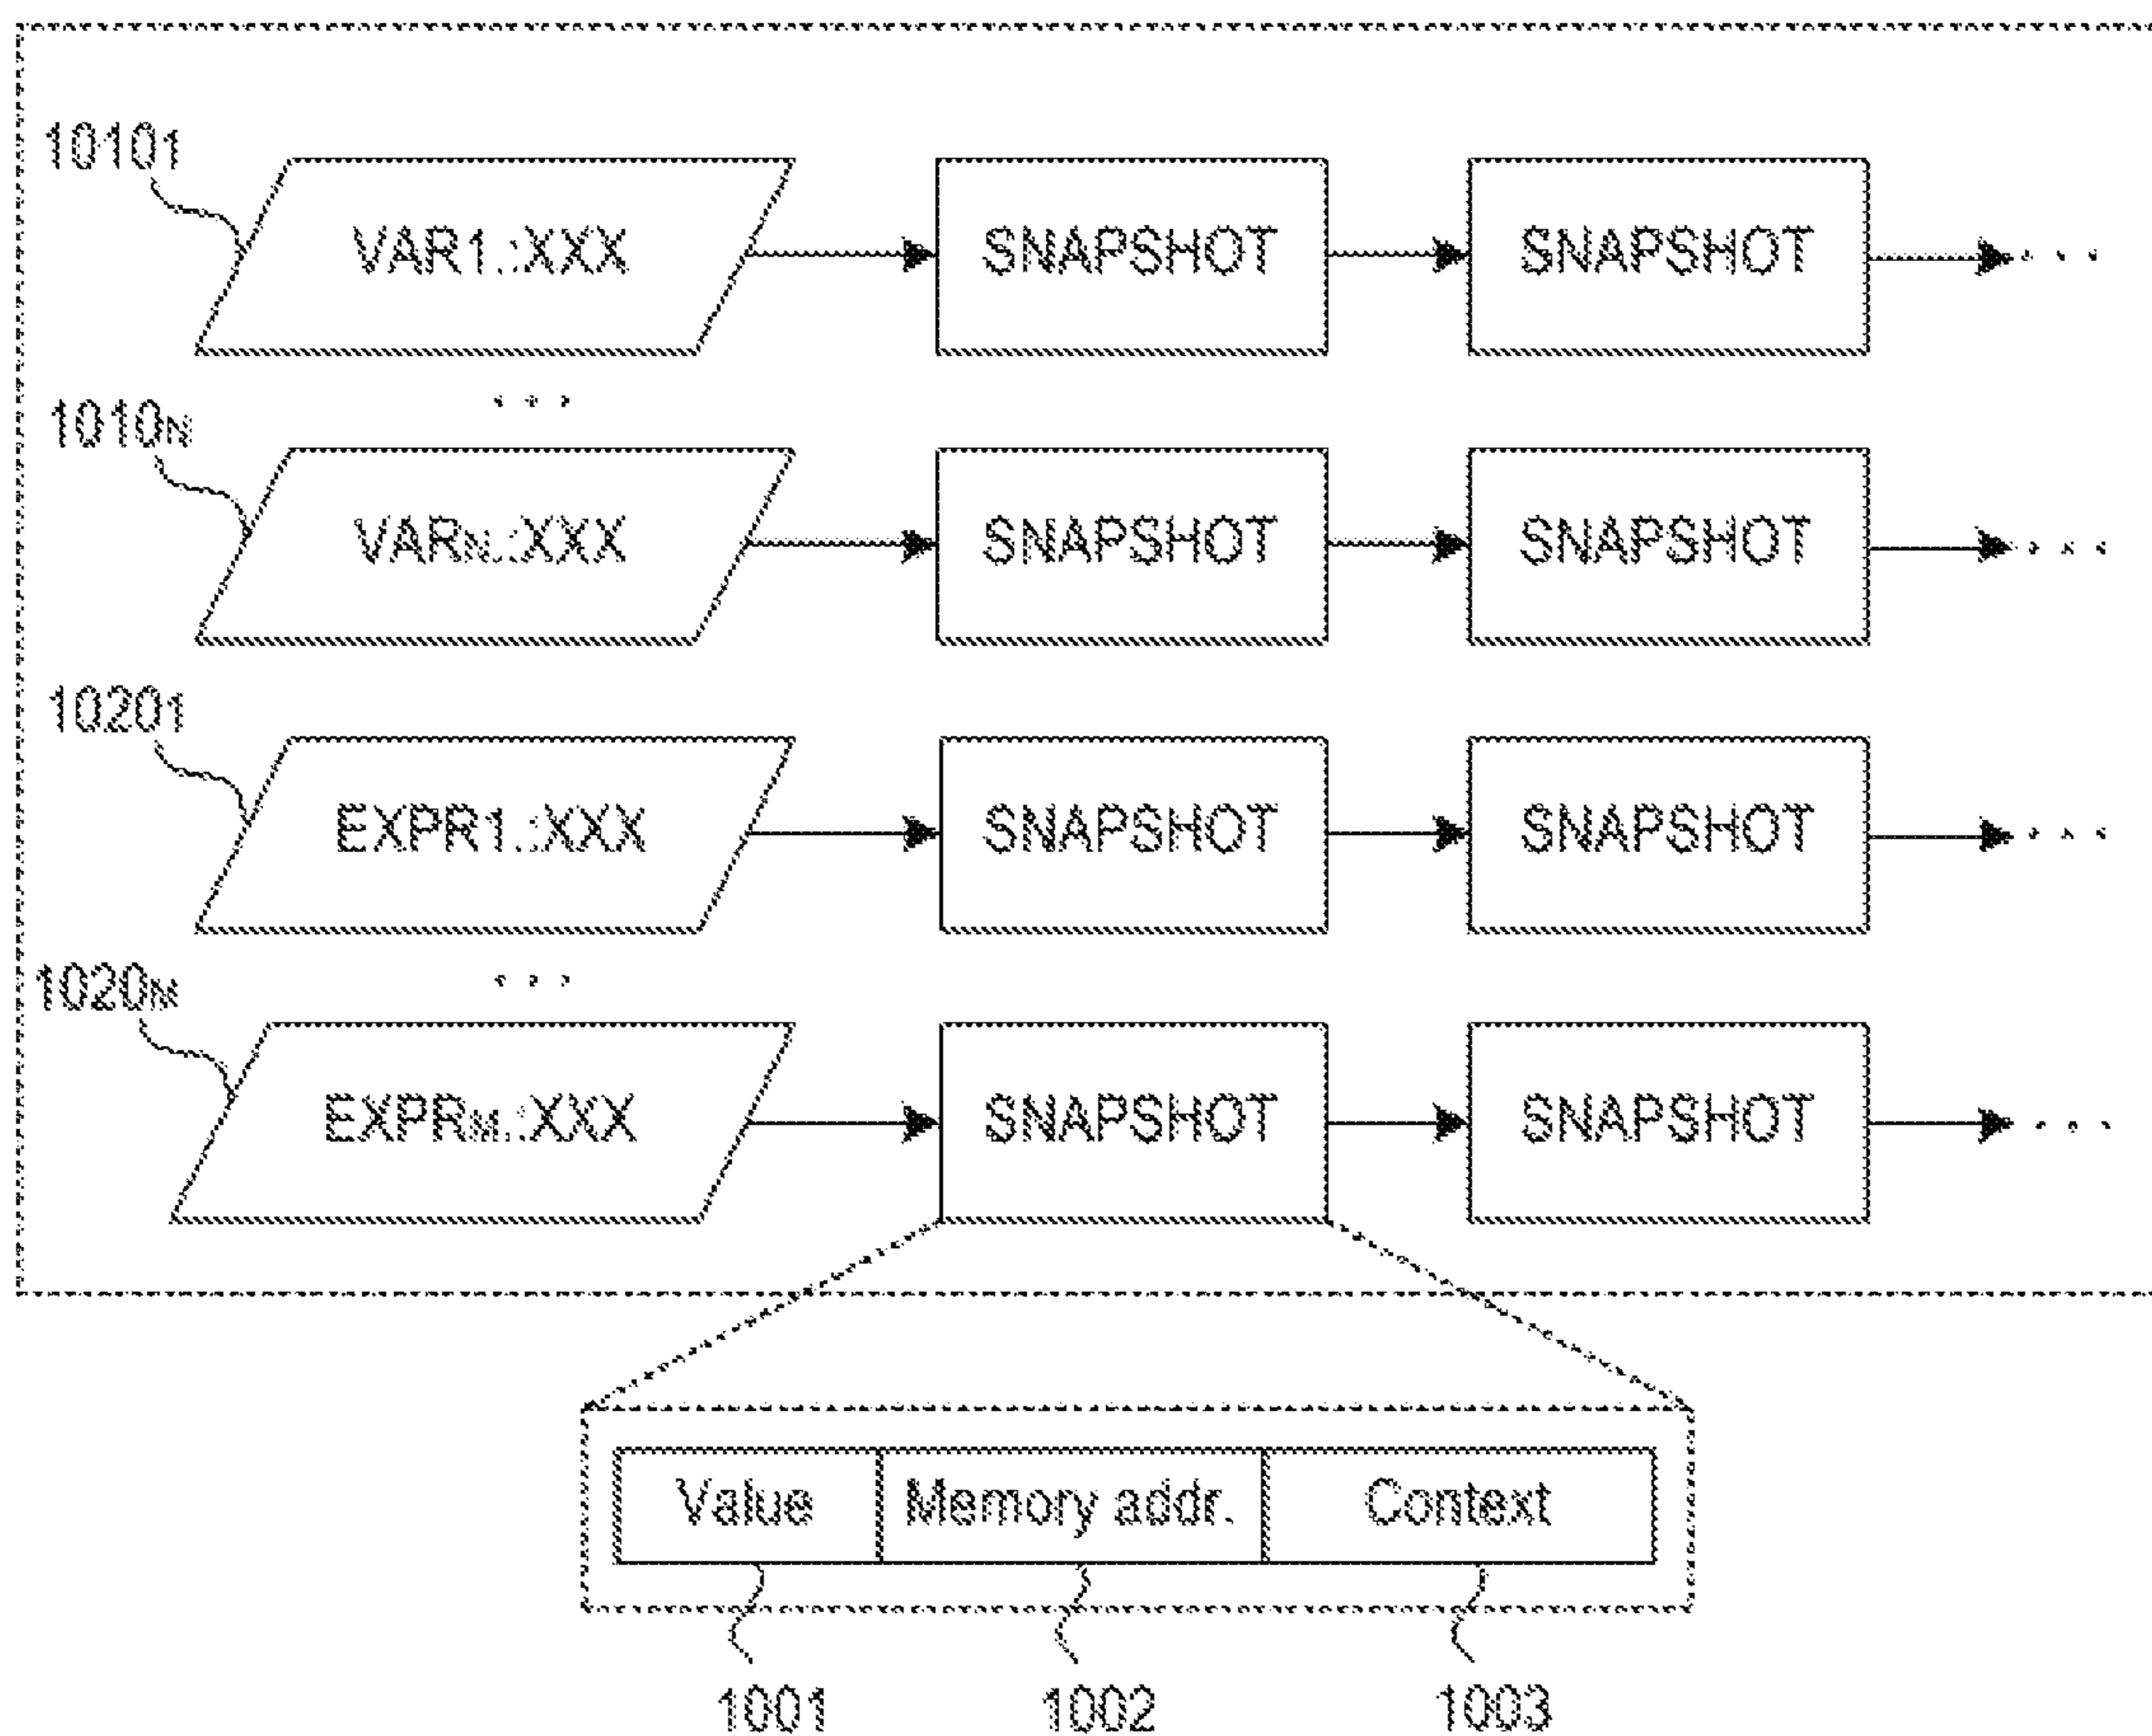 1010₁
VAR1.:XXX SNAPSHOT SNAPSHOT ...
...
1010N
VARN.:XXX SNAPSHOT SNAPSHOT ...
1020₁
EXPR1.:XXX SNAPSHOT SNAPSHOT ...
...
1020M
EXPRM.:XXX SNAPSHOT SNAPSHOT ...
Value Memory addr. Context
1001 1002 1003